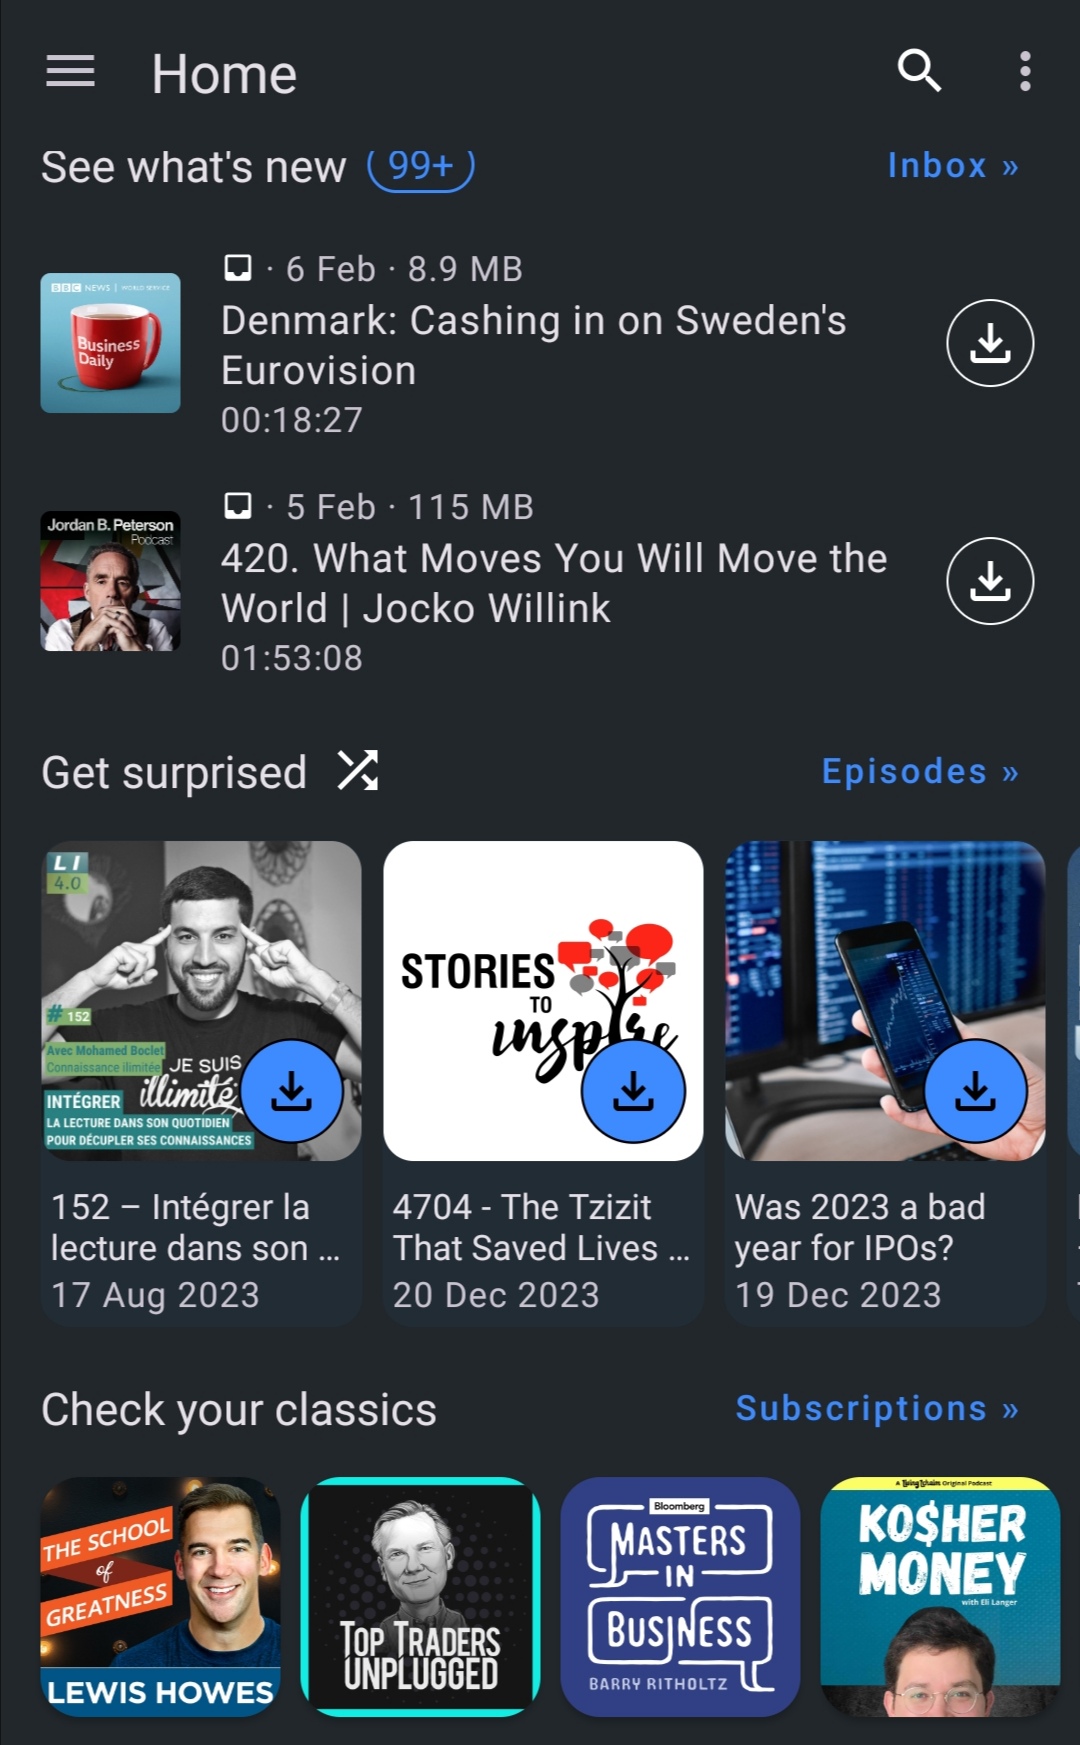 Home
See what's new 99+ Inbox »
BBC NEWS | WORLD SERVICE
Business
Daily
· 6 Feb · 8.9 MB
Denmark: Cashing in on Sweden's
Eurovision
00:18:27
Jordan B. Peterson
Podcast
· 5 Feb · 115 MB
420. What Moves You Will Move the
World | Jocko Willink
01:53:08
Get surprised Episodes »
LI
4.0
# 152
Avec Mohamed Boclet
Connaissance ilimitée
JE SUIS
illimité
INTÉGRER
LA LECTURE DANS SON QUOTIDIEN
POUR DÉCUPLER SES CONNAISSANCES
152 – Intégrer la
lecture dans son ...
17 Aug 2023
STORIES
TO
inspire
4704 - The Tzizit
That Saved Lives ...
20 Dec 2023
Was 2023 a bad
year for IPOs?
19 Dec 2023
Check your classics Subscriptions »
THE SCHOOL
of
GREATNESS
LEWIS HOWES
TOP TRADERS
UNPLUGGED
Bloomberg
MASTERS
IN
BUSINESS
BARRY RITHOLTZ
A Living Lchaim Original Podcast
KO$HER
MONEY
with Eli Langer